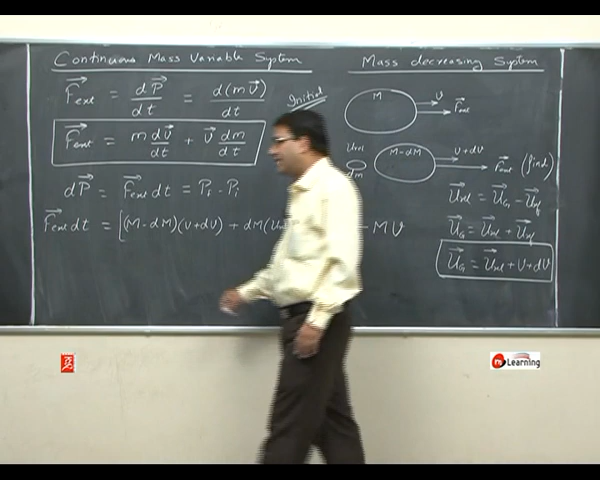 Continuous Mass Variable System
F⃗ext = dP⃗/dt = d(mv⃗)/dt
F⃗ext = m dv⃗/dt + v⃗ dm/dt
dP⃗ = F⃗ext dt = Pf - Pi
F⃗ext dt = [(M-dM)(v+dv) + dM(U - MV
Initial
Mass decreasing System
M
v
F⃗ext
Urel
dm
M-dM
v+dv
F⃗ext (find)
U⃗rel = U⃗G - U⃗f
U⃗G = U⃗rel + U⃗f
U⃗G = U⃗rel + v + dv
m Learning